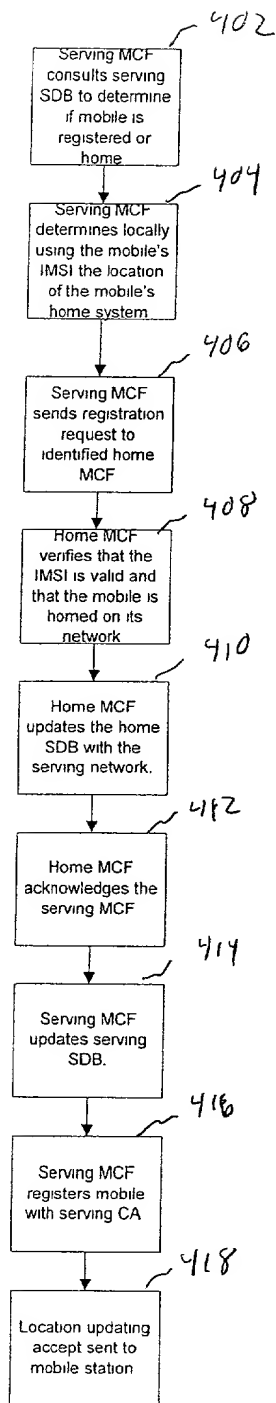 402
Serving MCF
consults serving
SDB to determine
if mobile is
registered or
home
404
Serving MCF
determines locally
using the mobile's
IMSI the location
of the mobile's
home system
406
Serving MCF
sends registration
request to
identified home
MCF
408
Home MCF
verifies that the
IMSI is valid and
that the mobile is
homed on its
network
410
Home MCF
updates the home
SDB with the
serving network.
412
Home MCF
acknowledges the
serving MCF
414
Serving MCF
updates serving
SDB.
416
Serving MCF
registers mobile
with serving CA
418
Location updating
accept sent to
mobile station